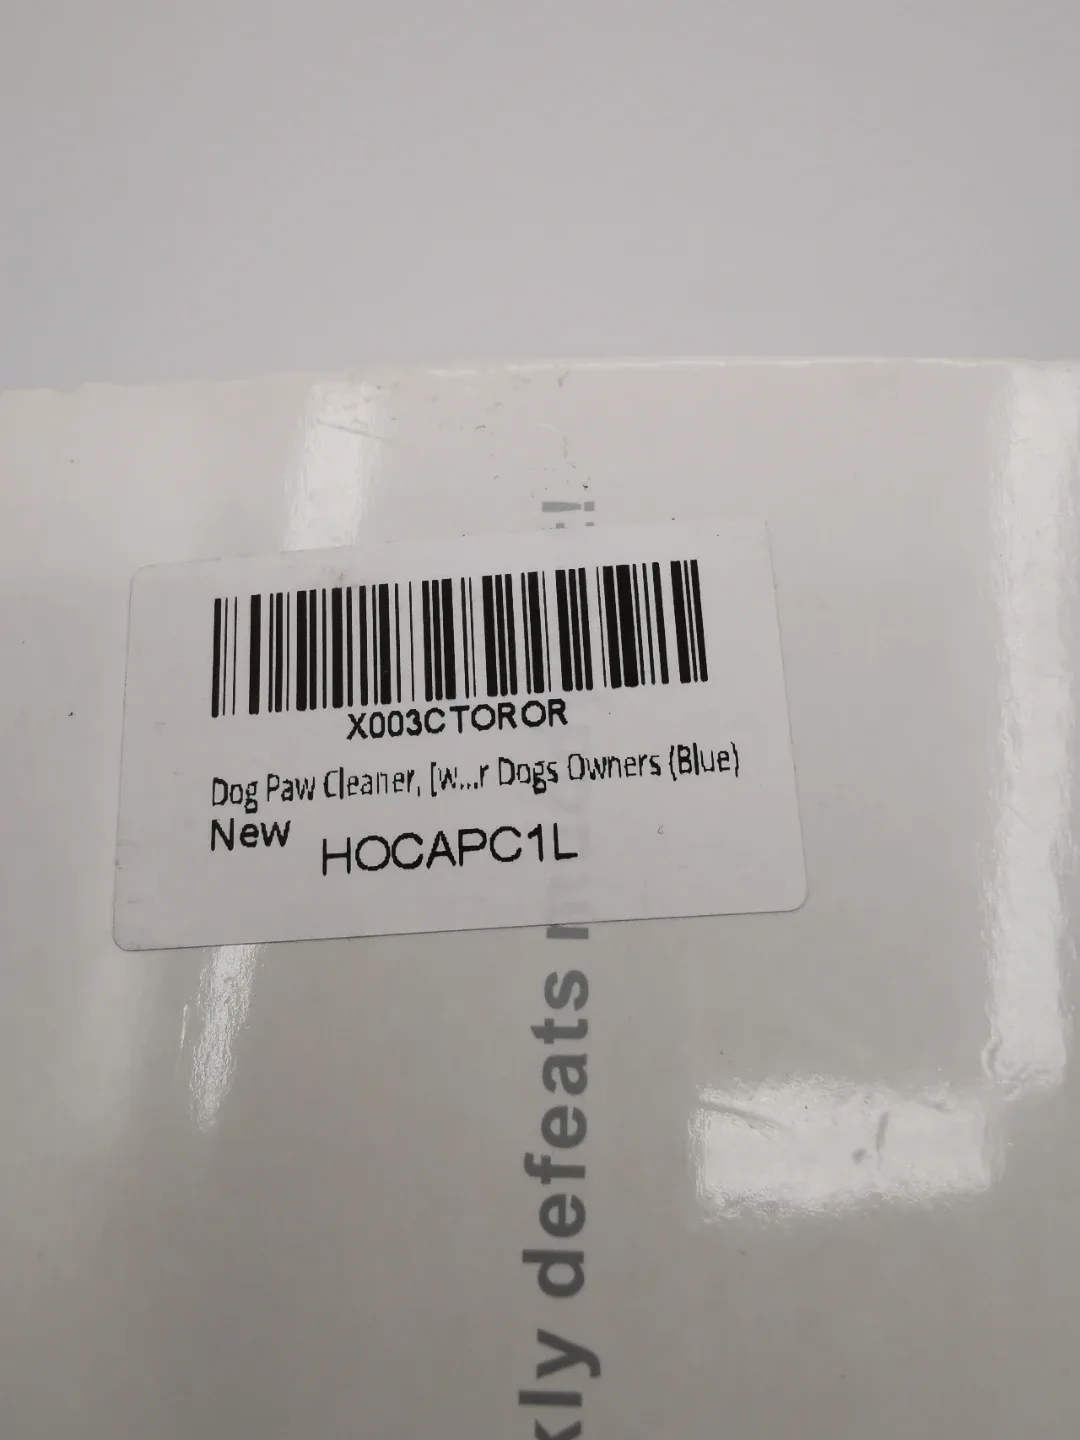 X003CTOROR
Dog Paw Cleaner, [w...r Dogs Owners (Blue)
New
HOCAPC1L
kly defeats